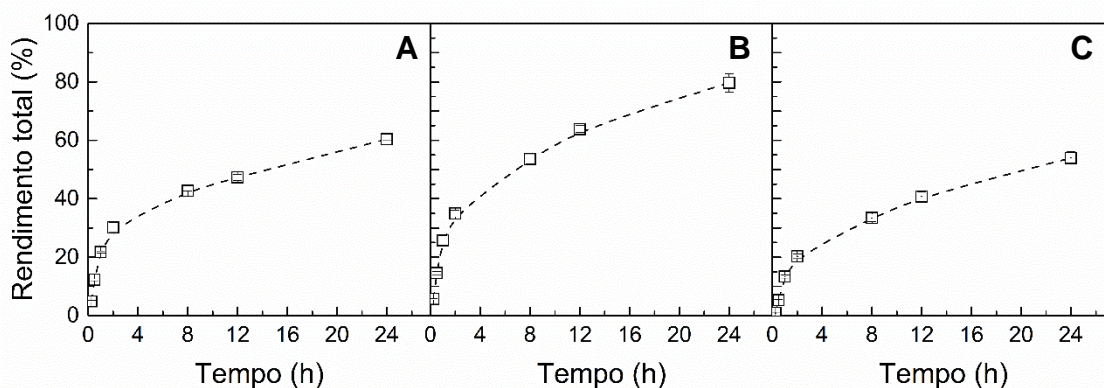 100
80
60
40
20
0
Rendimento total (%)
A
B
C
0 4 8 12 16 20 24
0 4 8 12 16 20 24
0 4 8 12 16 20 24
Tempo (h)
Tempo (h)
Tempo (h)